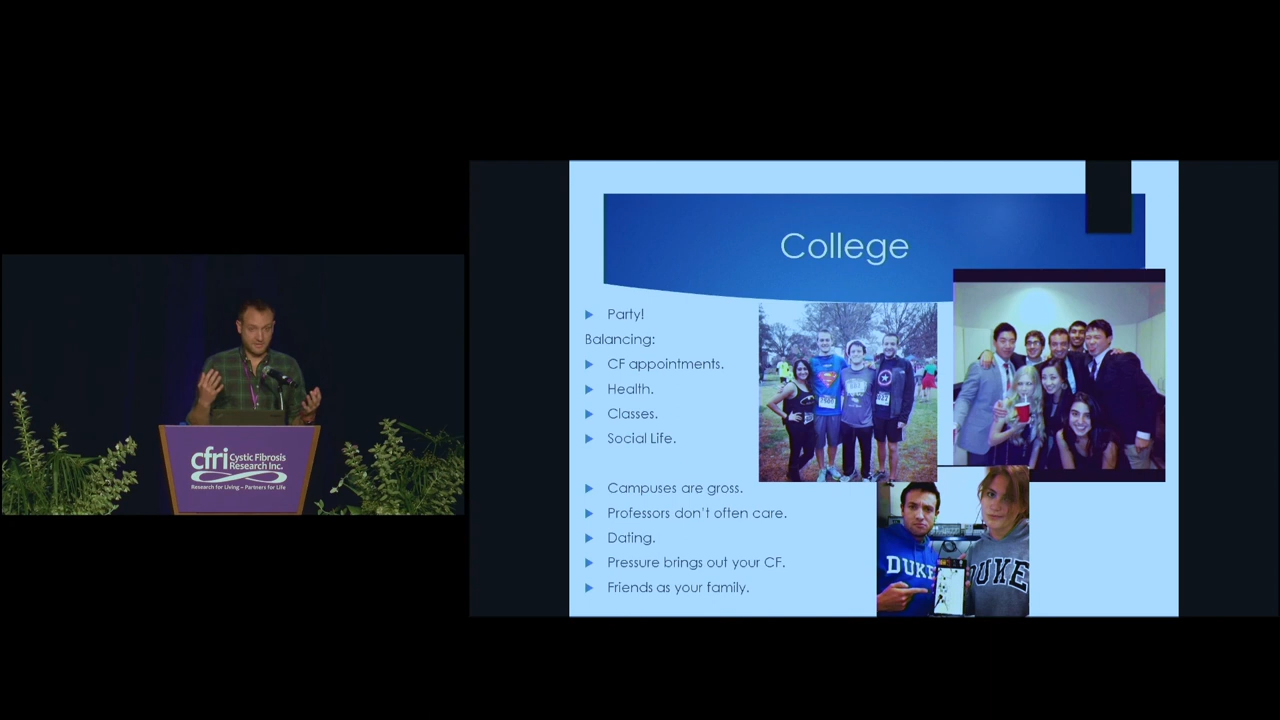 cfri Cystic Fibrosis
Research Inc.
Research for Living ~ Partners for Life
College
Party!
Balancing:
CF appointments.
Health.
Classes.
Social Life.
Campuses are gross.
Professors don't often care.
Dating.
Pressure brings out your CF.
Friends as your family.
DUKE
DUKE